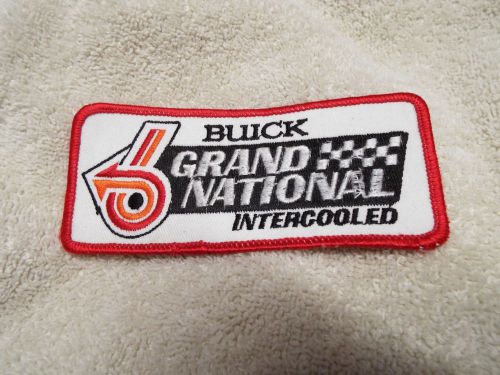 BUICK
GRAND
NATIONAL
INTERCOOLED